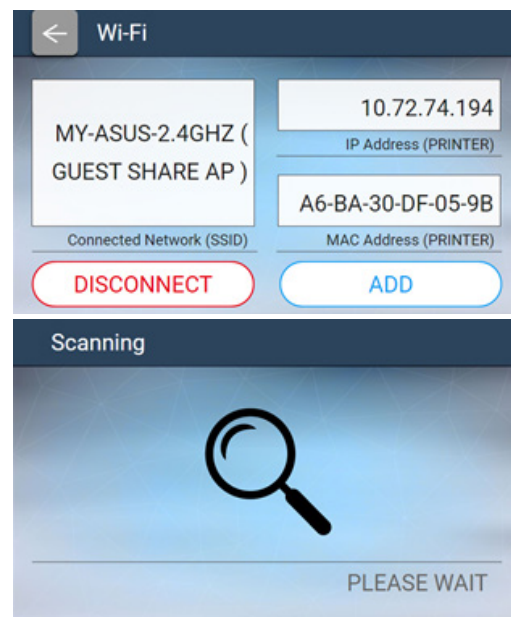 Wi-Fi
MY-ASUS-2.4GHZ (
GUEST SHARE AP )
Connected Network (SSID)
10.72.74.194
IP Address (PRINTER)
A6-BA-30-DF-05-9B
MAC Address (PRINTER)
DISCONNECT
ADD
Scanning
PLEASE WAIT